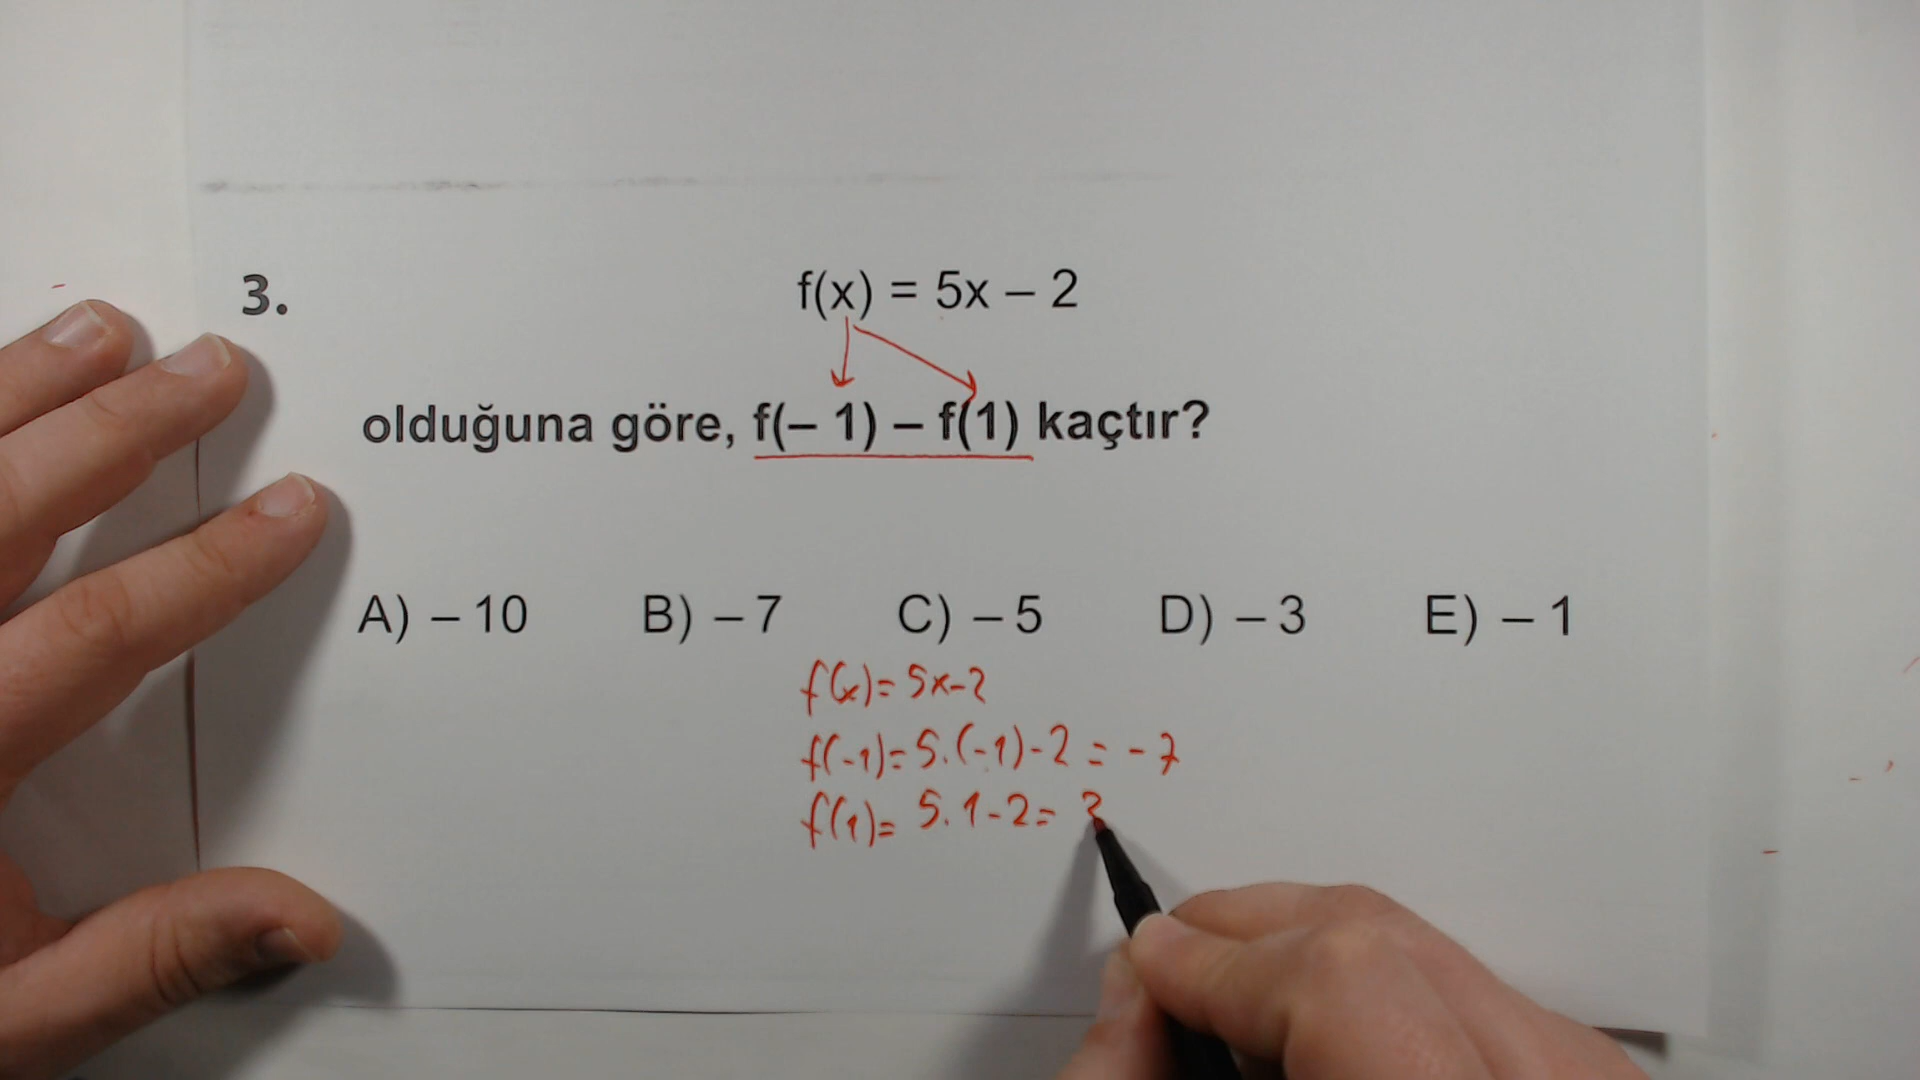 3. f(x) = 5x – 2
olduğuna göre, f(– 1) – f(1) kaçtır?
A) – 10 B) – 7 C) – 5 D) – 3 E) – 1
f(x)= 5x-2
f(-1)= 5.(-1)-2 = -7
f(1)= 5.1-2= 3